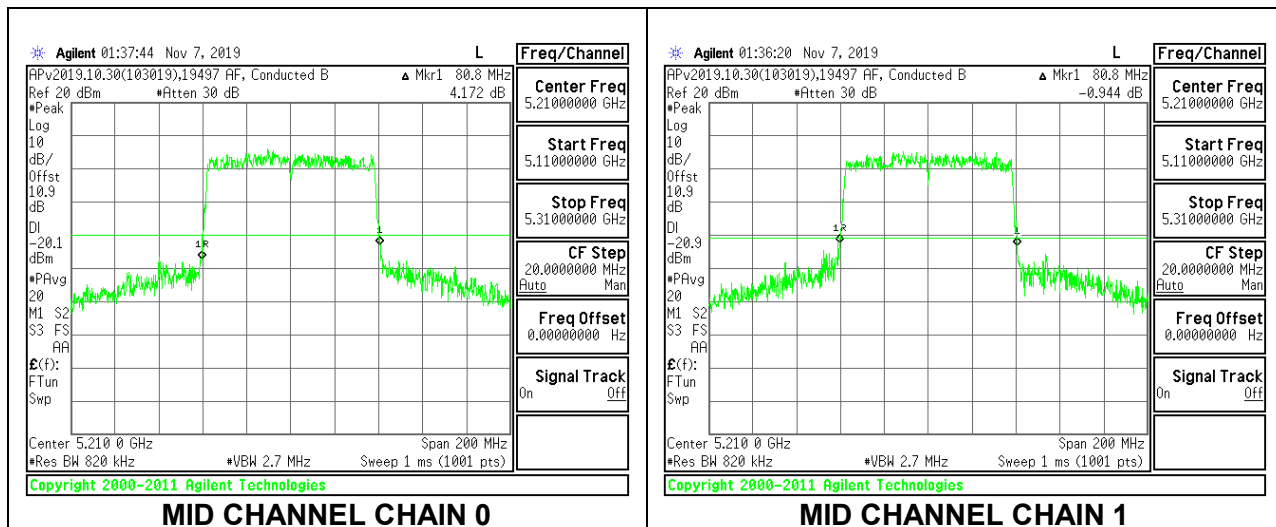 Agilent 01:37:44 Nov 7, 2019 L
APv2019.10.30(103019),19497 AF, Conducted B ▵ Mkr1 80.8 MHz
Ref 20 dBm #Atten 30 dB 4.172 dB
#Peak
Log
10
dB/
Offst
10.9
dB
DI
-20.1
dBm
#PAvg
20
M1 S2
S3 FS
AA
£(f):
FTun
Swp
1R
1
Center 5.210 0 GHz Span 200 MHz
#Res BW 820 kHz #VBW 2.7 MHz Sweep 1 ms (1001 pts)
Copyright 2000-2011 Agilent Technologies
Freq/Channel
Center Freq
5.21000000 GHz
Start Freq
5.11000000 GHz
Stop Freq
5.31000000 GHz
CF Step
20.0000000 MHz
Auto Man
Freq Offset
0.00000000 Hz
Signal Track
On Off
MID CHANNEL CHAIN 0
Agilent 01:36:20 Nov 7, 2019 L
APv2019.10.30(103019),19497 AF, Conducted B ▵ Mkr1 80.8 MHz
Ref 20 dBm #Atten 30 dB -0.944 dB
#Peak
Log
10
dB/
Offst
10.9
dB
DI
-20.9
dBm
#PAvg
20
M1 S2
S3 FS
AA
£(f):
FTun
Swp
1R
1
Center 5.210 0 GHz Span 200 MHz
#Res BW 820 kHz #VBW 2.7 MHz Sweep 1 ms (1001 pts)
Copyright 2000-2011 Agilent Technologies
Freq/Channel
Center Freq
5.21000000 GHz
Start Freq
5.11000000 GHz
Stop Freq
5.31000000 GHz
CF Step
20.0000000 MHz
Auto Man
Freq Offset
0.00000000 Hz
Signal Track
On Off
MID CHANNEL CHAIN 1